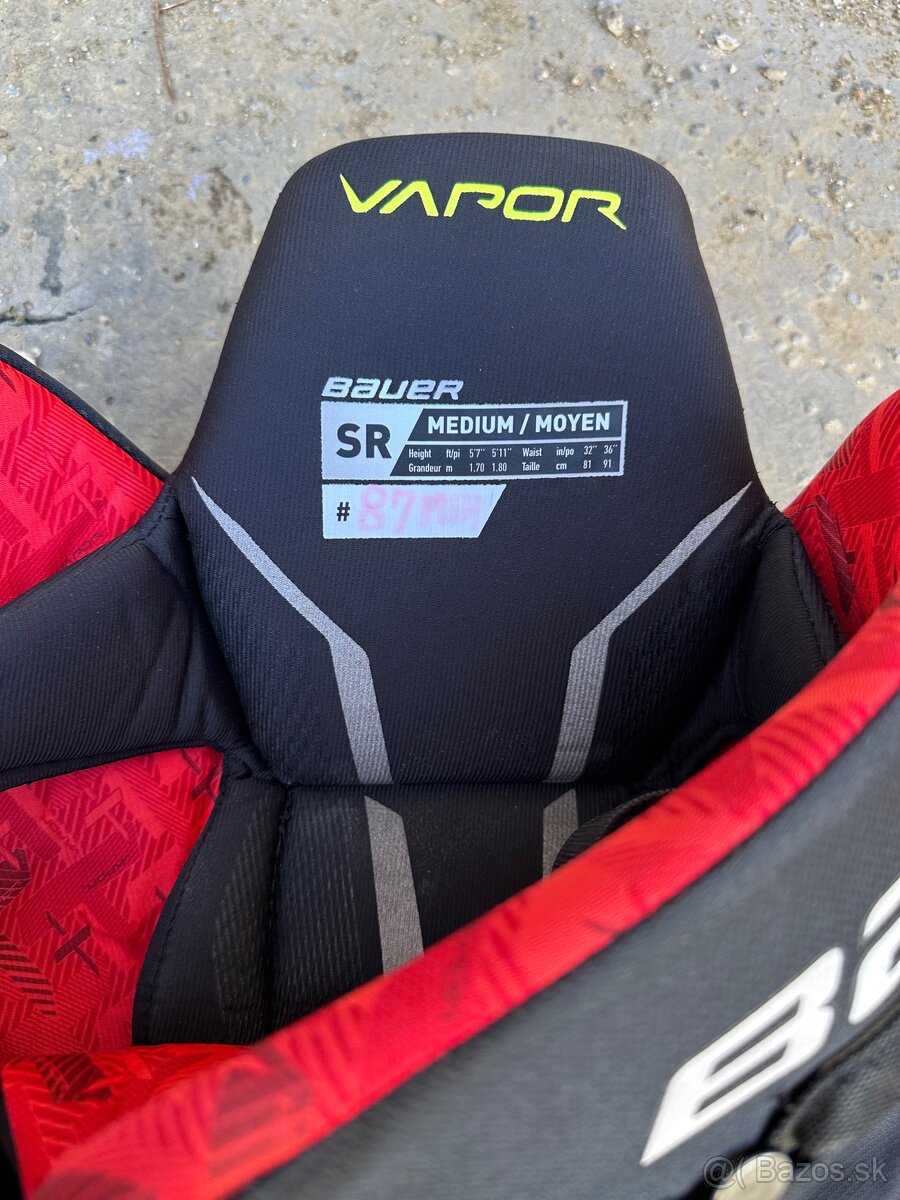 VAPOR
BAUER
SR
MEDIUM / MOYEN
Height ft/pi 5'7" 5'11" Waist in/po 32" 36"
Grandeur m 1.70 1.80 Taille cm 81 91
# 87
@( Bazos.sk